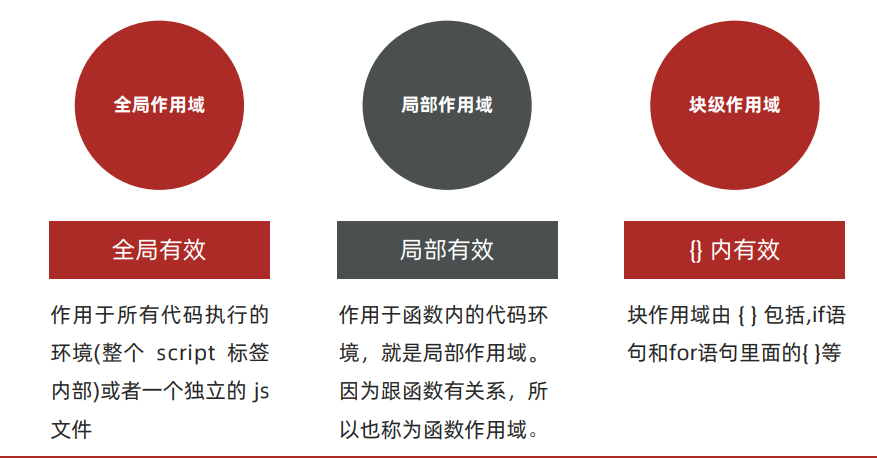 全局作用域
局部作用域
块级作用域
全局有效
局部有效
{} 内有效
作用于所有代码执行的
环境(整个 script 标签
内部)或者一个独立的 js
文件
作用于函数内的代码环
境，就是局部作用域。
因为跟函数有关系，所
以也称为函数作用域。
块作用域由 { } 包括,if语
句和for语句里面的{ }等